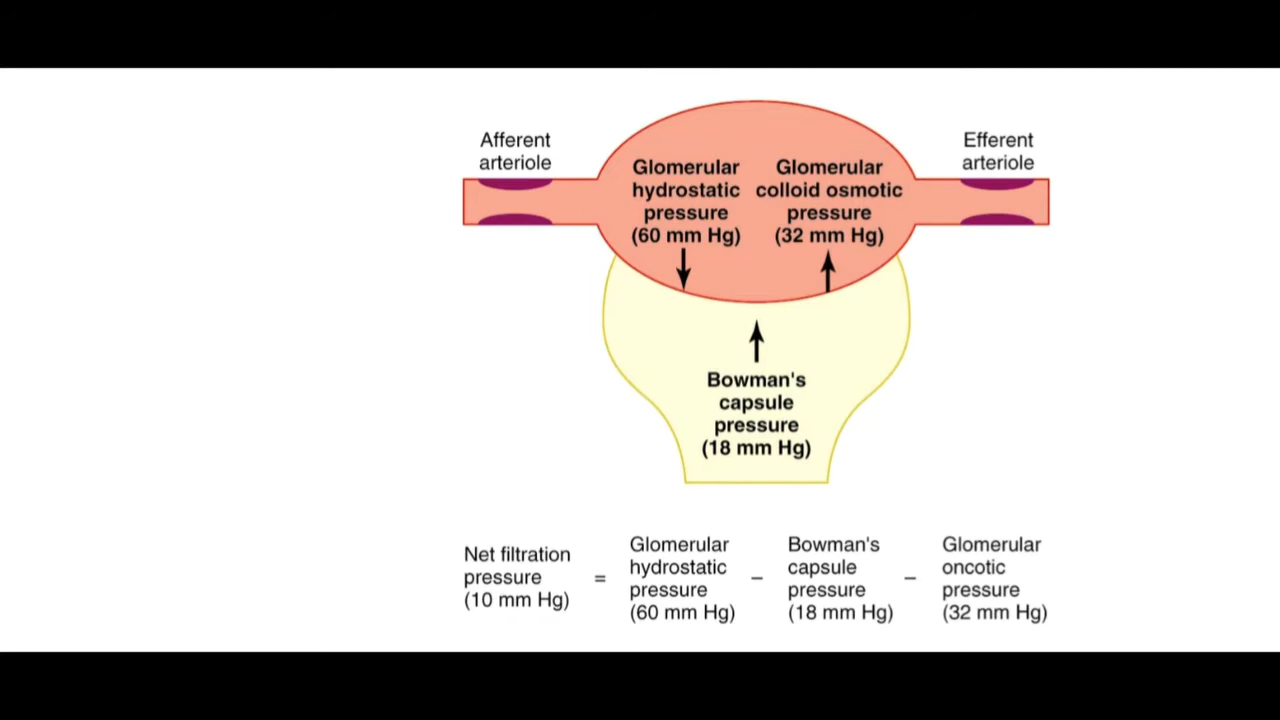 Afferent
arteriole
Efferent
arteriole
Glomerular
hydrostatic
pressure
(60 mm Hg)
Glomerular
colloid osmotic
pressure
(32 mm Hg)
Bowman's
capsule
pressure
(18 mm Hg)
Net filtration
pressure
(10 mm Hg)
=
Glomerular
hydrostatic
pressure
(60 mm Hg)
–
Bowman's
capsule
pressure
(18 mm Hg)
–
Glomerular
oncotic
pressure
(32 mm Hg)